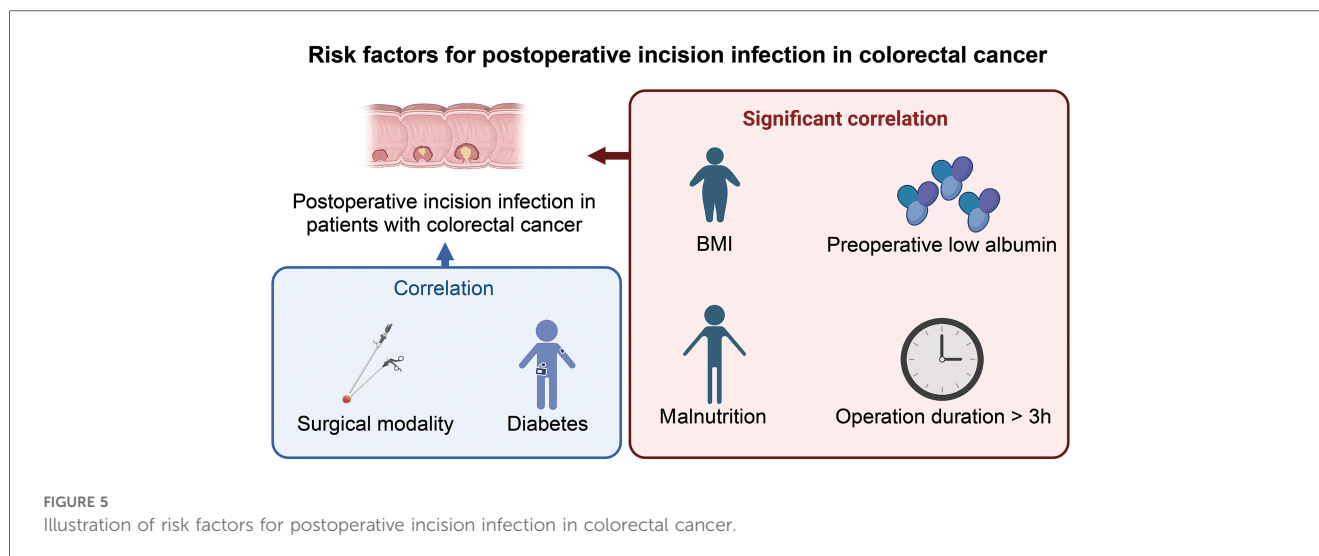 Risk factors for postoperative incision infection in colorectal cancer
Postoperative incision infection in
patients with colorectal cancer
Significant correlation
BMI
Preoperative low albumin
Malnutrition
Operation duration > 3h
Correlation
Surgical modality
Diabetes
FIGURE 5
Illustration of risk factors for postoperative incision infection in colorectal cancer.